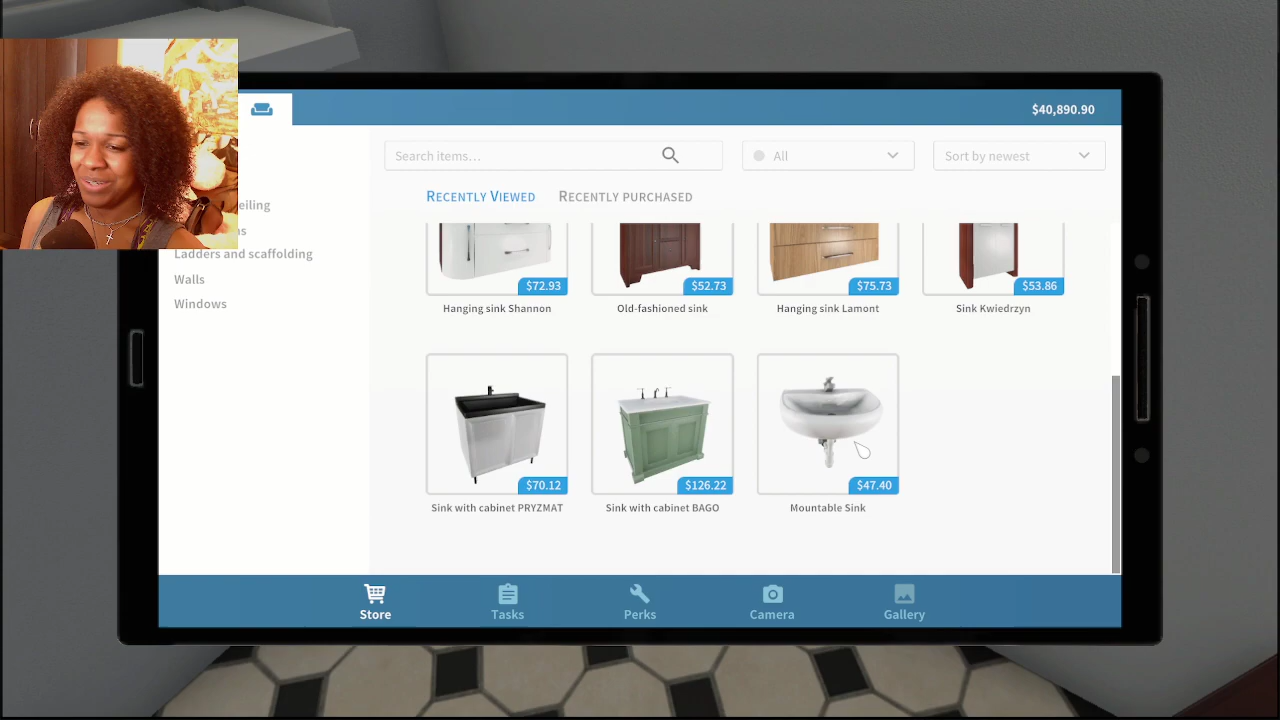 $40,890.90
Search items...
All
Sort by newest
RECENTLY VIEWED
RECENTLY PURCHASED
eiling
ns
Ladders and scaffolding
Walls
Windows
$72.93
$52.73
$75.73
$53.86
Hanging sink Shannon
Old-fashioned sink
Hanging sink Lamont
Sink Kwiedrzyn
$70.12
$126.22
$47.40
Sink with cabinet PRYZMAT
Sink with cabinet BAGO
Mountable Sink
Store
Tasks
Perks
Camera
Gallery